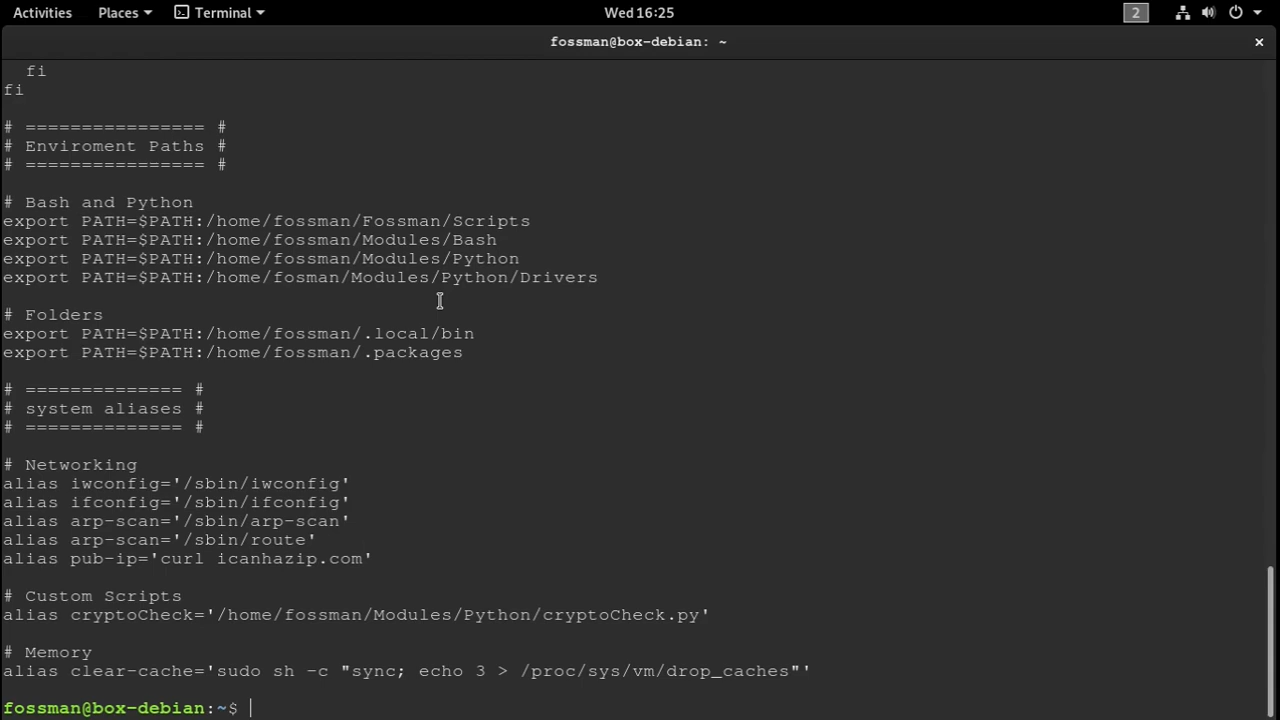 Activities Places Terminal Wed 16:25 2
fossman@box-debian: ~ ×
  fi
fi
# ================ #
# Enviroment Paths #
# ================ #
# Bash and Python
export PATH=$PATH:/home/fossman/Fossman/Scripts
export PATH=$PATH:/home/fossman/Modules/Bash
export PATH=$PATH:/home/fossman/Modules/Python
export PATH=$PATH:/home/fosman/Modules/Python/Drivers
# Folders
export PATH=$PATH:/home/fossman/.local/bin
export PATH=$PATH:/home/fossman/.packages
# ============== #
# system aliases #
# ============== #
# Networking
alias iwconfig='/sbin/iwconfig'
alias ifconfig='/sbin/ifconfig'
alias arp-scan='/sbin/arp-scan'
alias arp-scan='/sbin/route'
alias pub-ip='curl icanhazip.com'
# Custom Scripts
alias cryptoCheck='/home/fossman/Modules/Python/cryptoCheck.py'
# Memory
alias clear-cache='sudo sh -c "sync; echo 3 > /proc/sys/vm/drop_caches"'
fossman@box-debian:~$